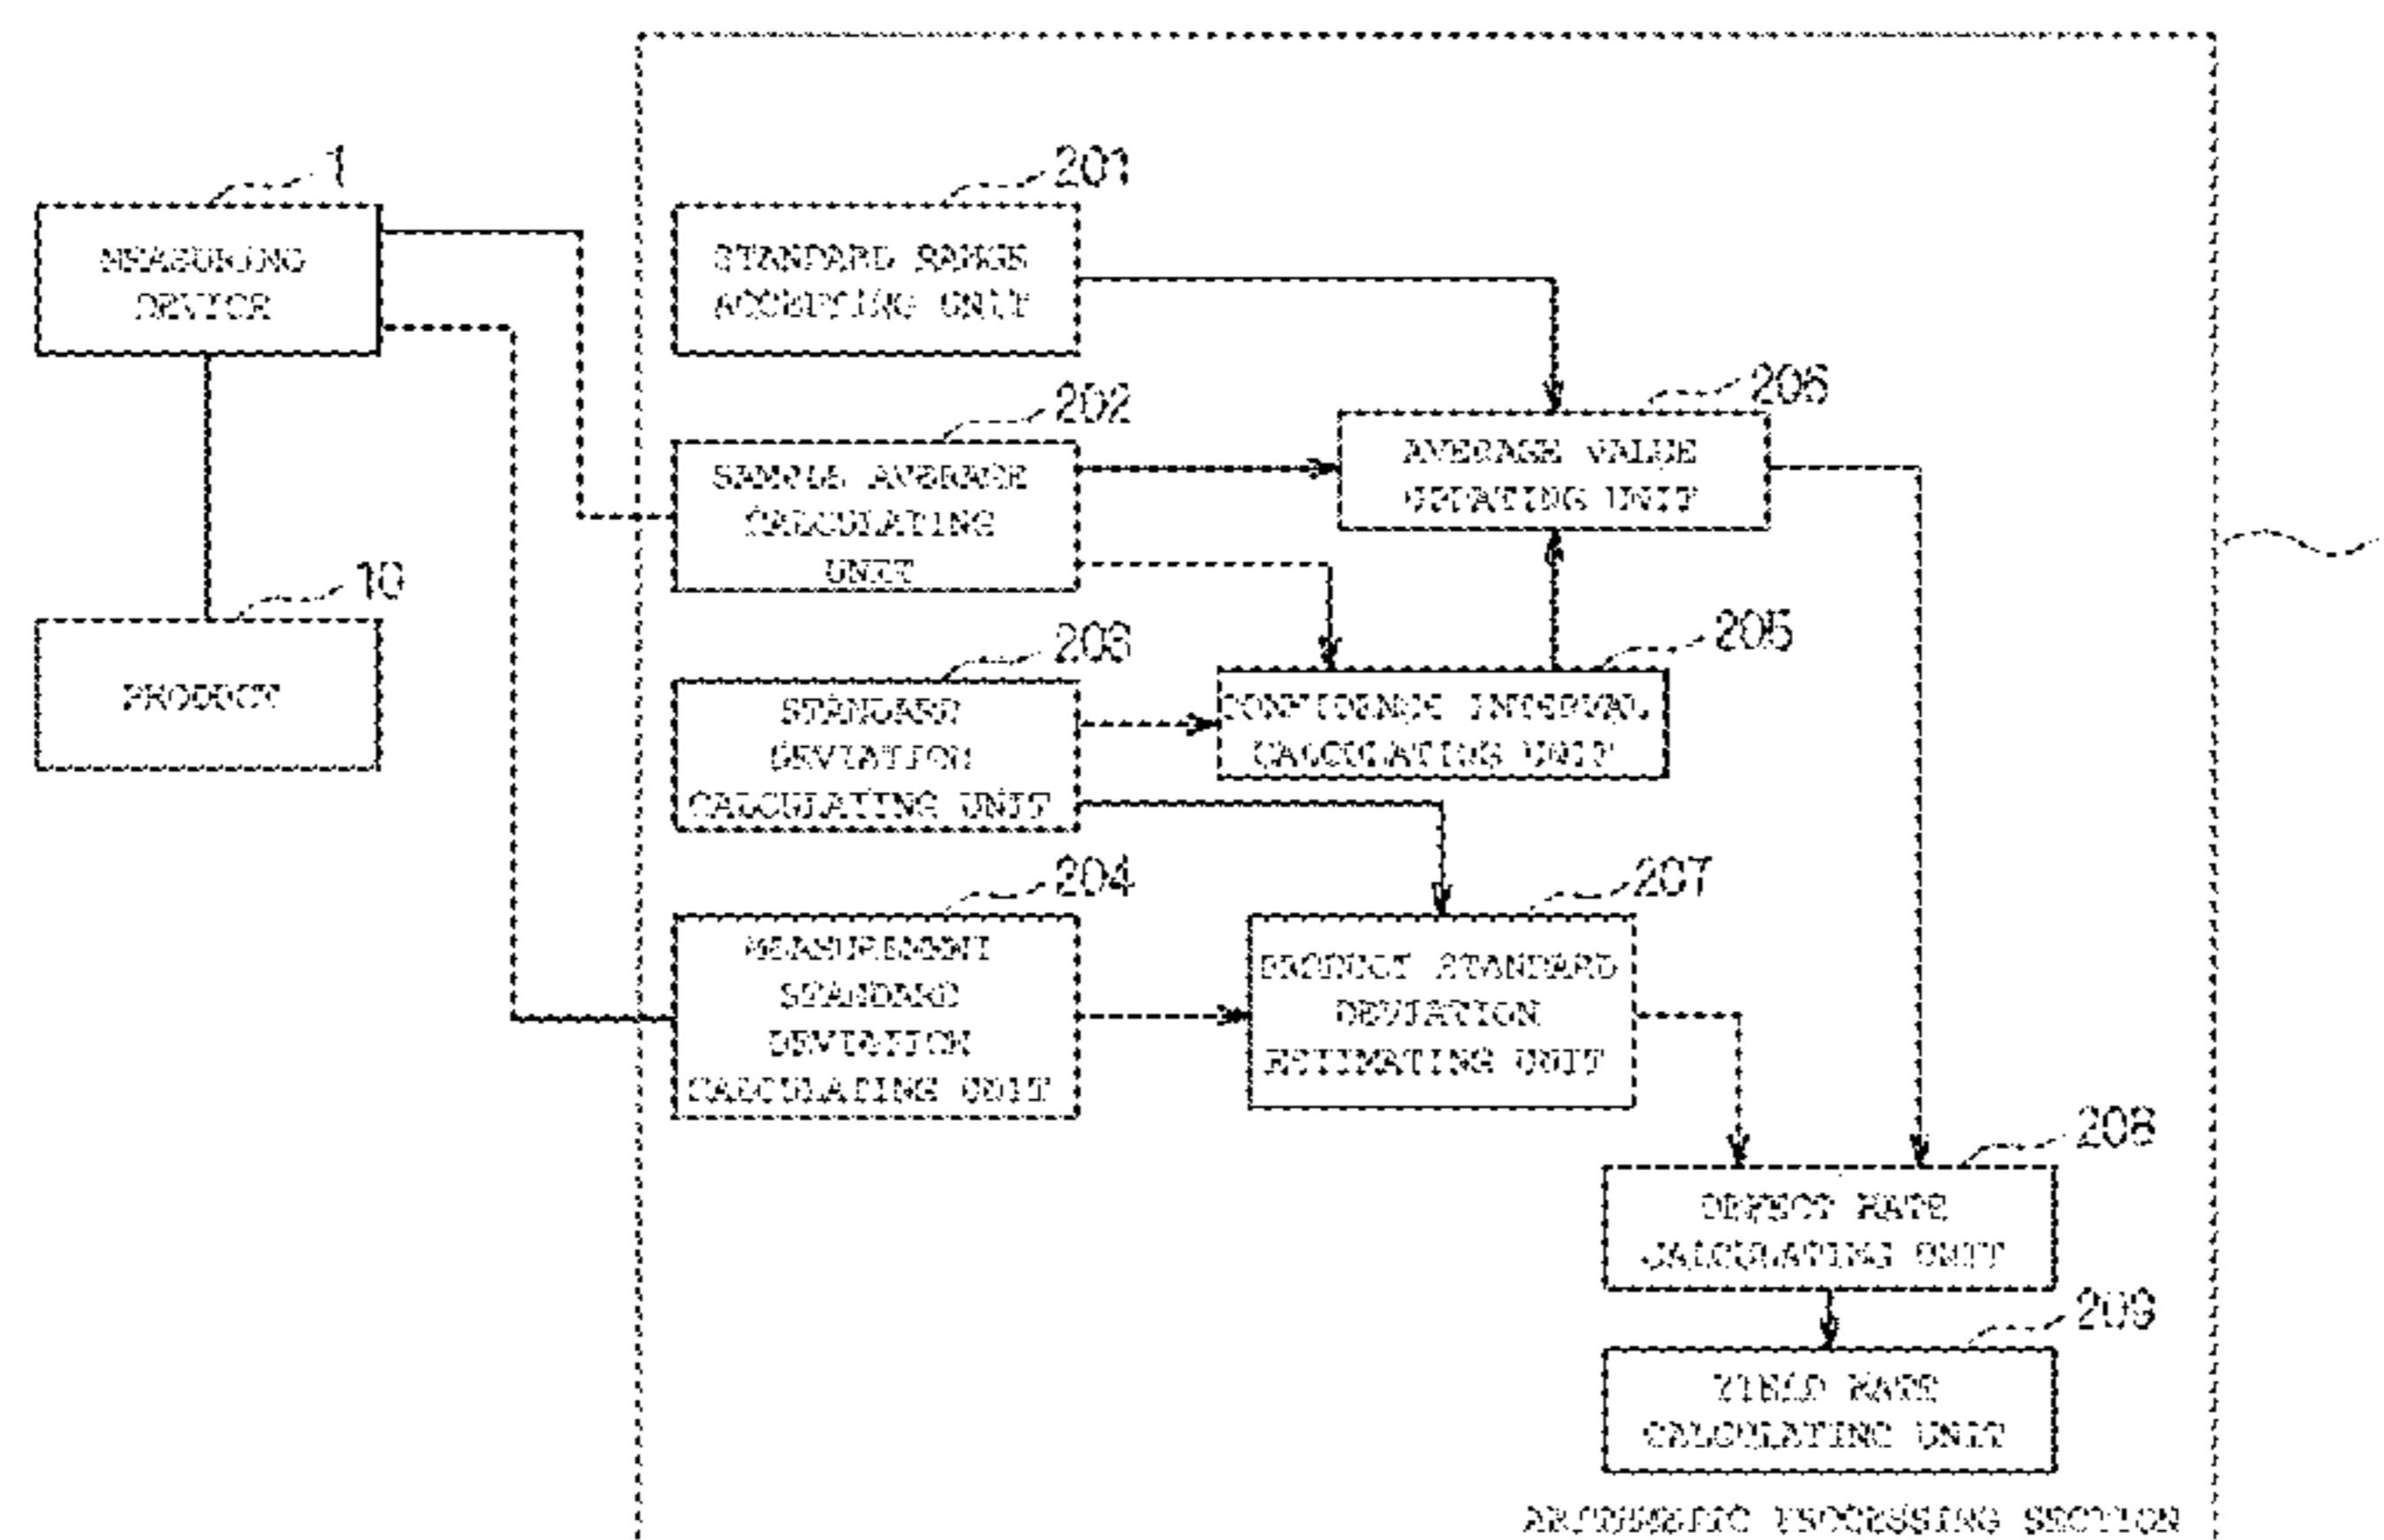 1
MEASURING
DEVICE
10
PRODUCT
201
STANDARD RANGE
ACCEPTING UNIT
202
SAMPLE AVERAGE
CALCULATING
UNIT
203
STANDARD
DEVIATION
CALCULATING UNIT
204
MEASUREMENT
STANDARD
DEVIATION
CALCULATING UNIT
206
AVERAGE VALUE
UPDATING UNIT
205
CONFIDENCE INTERVAL
CALCULATING UNIT
207
PRODUCT STANDARD
DEVIATION
ESTIMATING UNIT
208
DEFECT RATE
CALCULATING UNIT
209
YIELD RATE
CALCULATING UNIT
ARITHMETIC PROCESSING SECTION